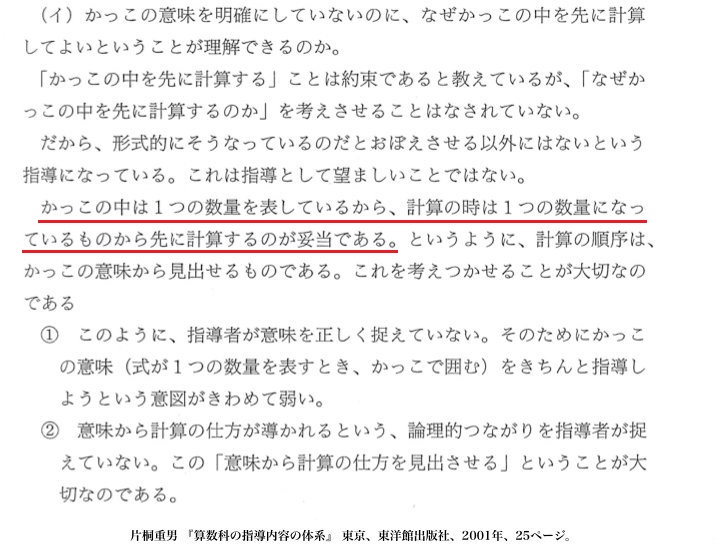 （イ）かっこの意味を明確にしていないのに、なぜかっこの中を先に計算
してよいということが理解できるのか。
「かっこの中を先に計算する」ことは約束であると教えているが、「なぜか
っこの中を先に計算するのか」を考えさせることはなされていない。
だから、形式的にそうなっているのだとおぼえさせる以外にはないという
指導になっている。これは指導として望ましいことではない。
かっこの中は１つの数量を表しているから、計算の時は１つの数量になっ
ているものから先に計算するのが妥当である。というように、計算の順序は、
かっこの意味から見出せるものである。これを考えつかせることが大切なの
である
① このように、指導者が意味を正しく捉えていない。そのためにかっこ
の意味（式が１つの数量を表すとき、かっこで囲む）をきちんと指導し
ようという意図がきわめて弱い。
② 意味から計算の仕方が導かれるという、論理的つながりを指導者が捉
えていない。この「意味から計算の仕方を見出させる」ということが大
切なのである。
片桐重男 『算数科の指導内容の体系』 東京、東洋館出版社、2001年、25ページ。